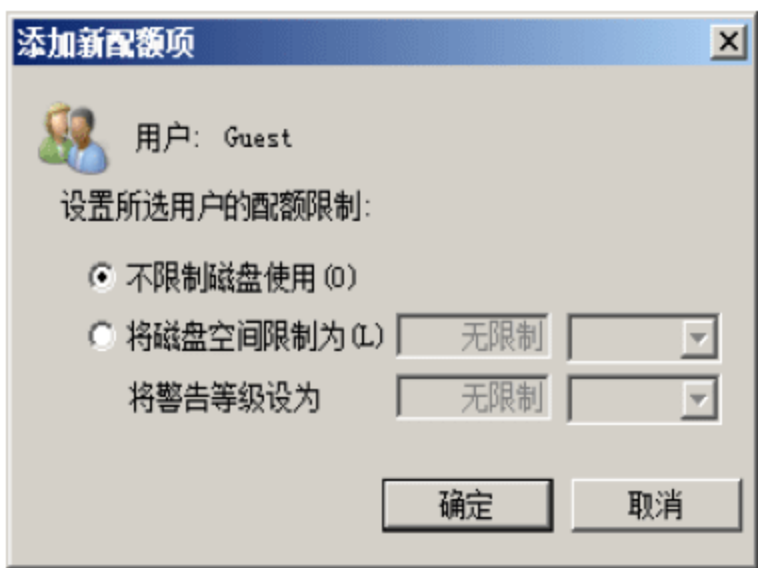 添加新配额项
用户: Guest
设置所选用户的配额限制:
不限制磁盘使用(O)
将磁盘空间限制为(L) 无限制
将警告等级设为 无限制
确定 取消